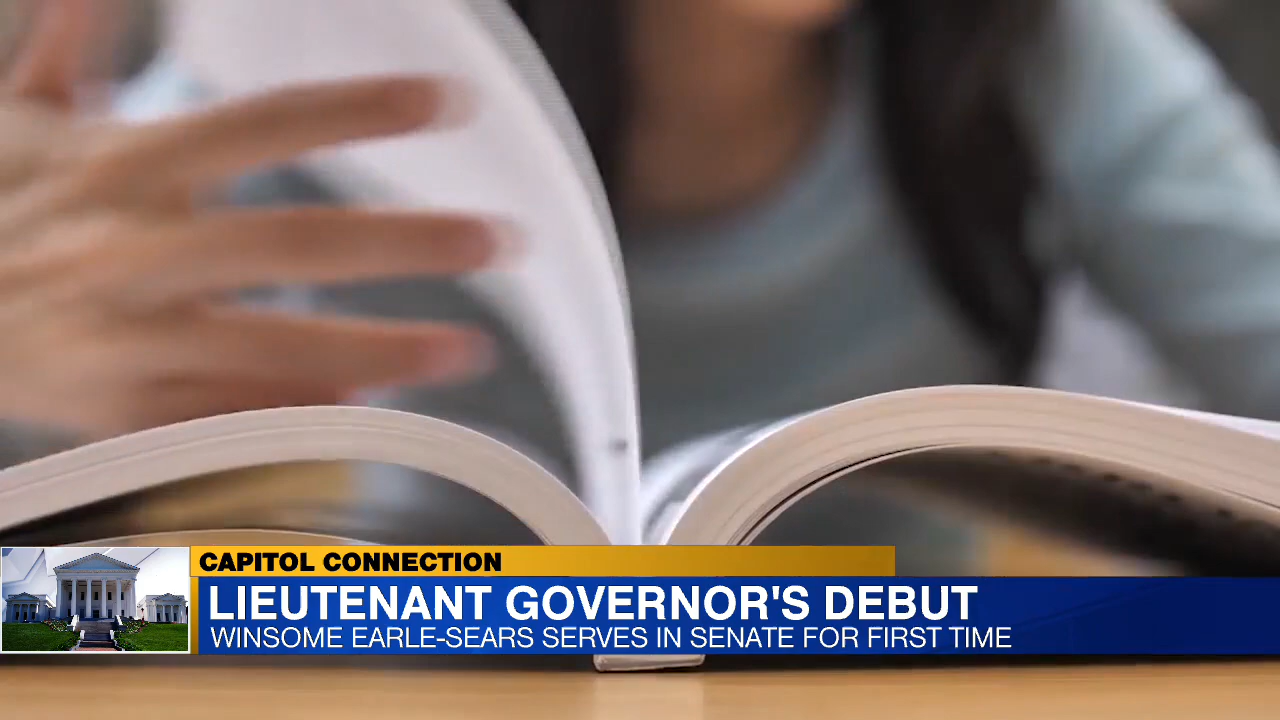 CAPITOL CONNECTION
LIEUTENANT GOVERNOR'S DEBUT
WINSOME EARLE-SEARS SERVES IN SENATE FOR FIRST TIME